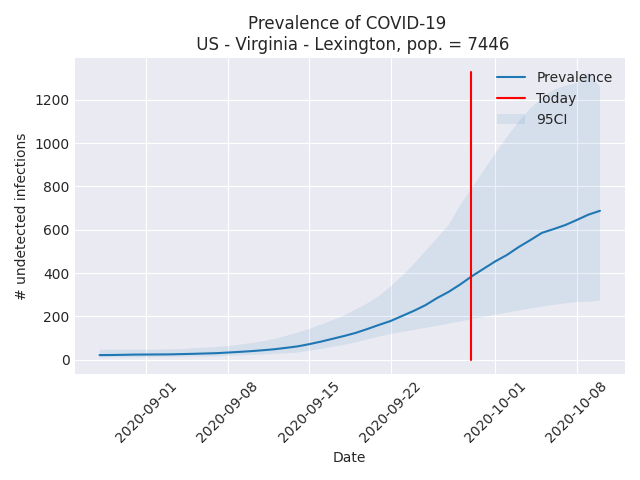 Prevalence of COVID-19
US - Virginia - Lexington, pop. = 7446
Prevalence
Today
95CI
# undetected infections
1200
1000
800
600
400
200
0
2020-09-01
2020-09-08
2020-09-15
2020-09-22
2020-10-01
2020-10-08
Date